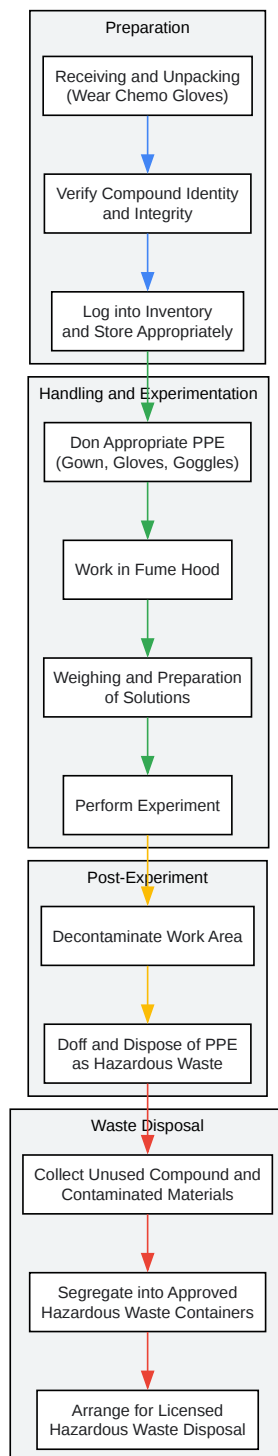 Preparation
Receiving and Unpacking
(Wear Chemo Gloves)
Verify Compound Identity
and Integrity
Log into Inventory
and Store Appropriately
Handling and Experimentation
Don Appropriate PPE
(Gown, Gloves, Goggles)
Work in Fume Hood
Weighing and Preparation
of Solutions
Perform Experiment
Post-Experiment
Decontaminate Work Area
Doff and Dispose of PPE
as Hazardous Waste
Waste Disposal
Collect Unused Compound and
Contaminated Materials
Segregate into Approved
Hazardous Waste Containers
Arrange for Licensed
Hazardous Waste Disposal